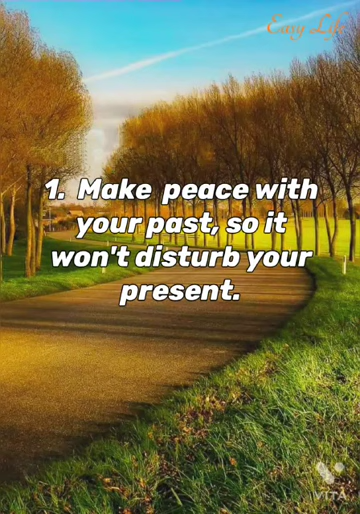 Easy Life
1. Make peace with
your past, so it
won't disturb your
present.
VITA